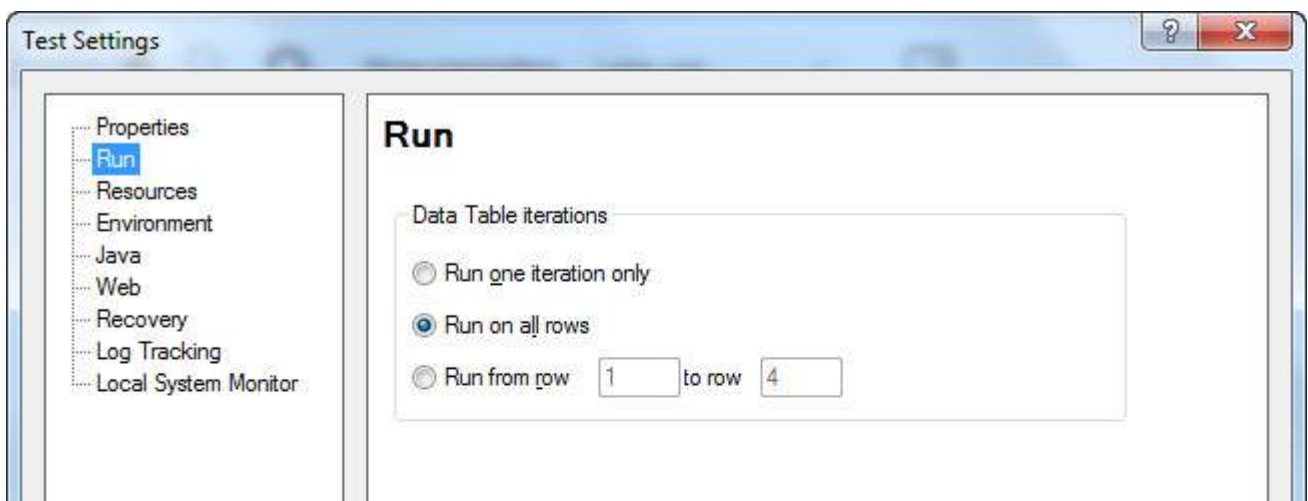 Test Settings
Properties
Run
Resources
Environment
Java
Web
Recovery
Log Tracking
Local System Monitor
Run
Data Table iterations
Run one iteration only
Run on all rows
Run from row 1 to row 4